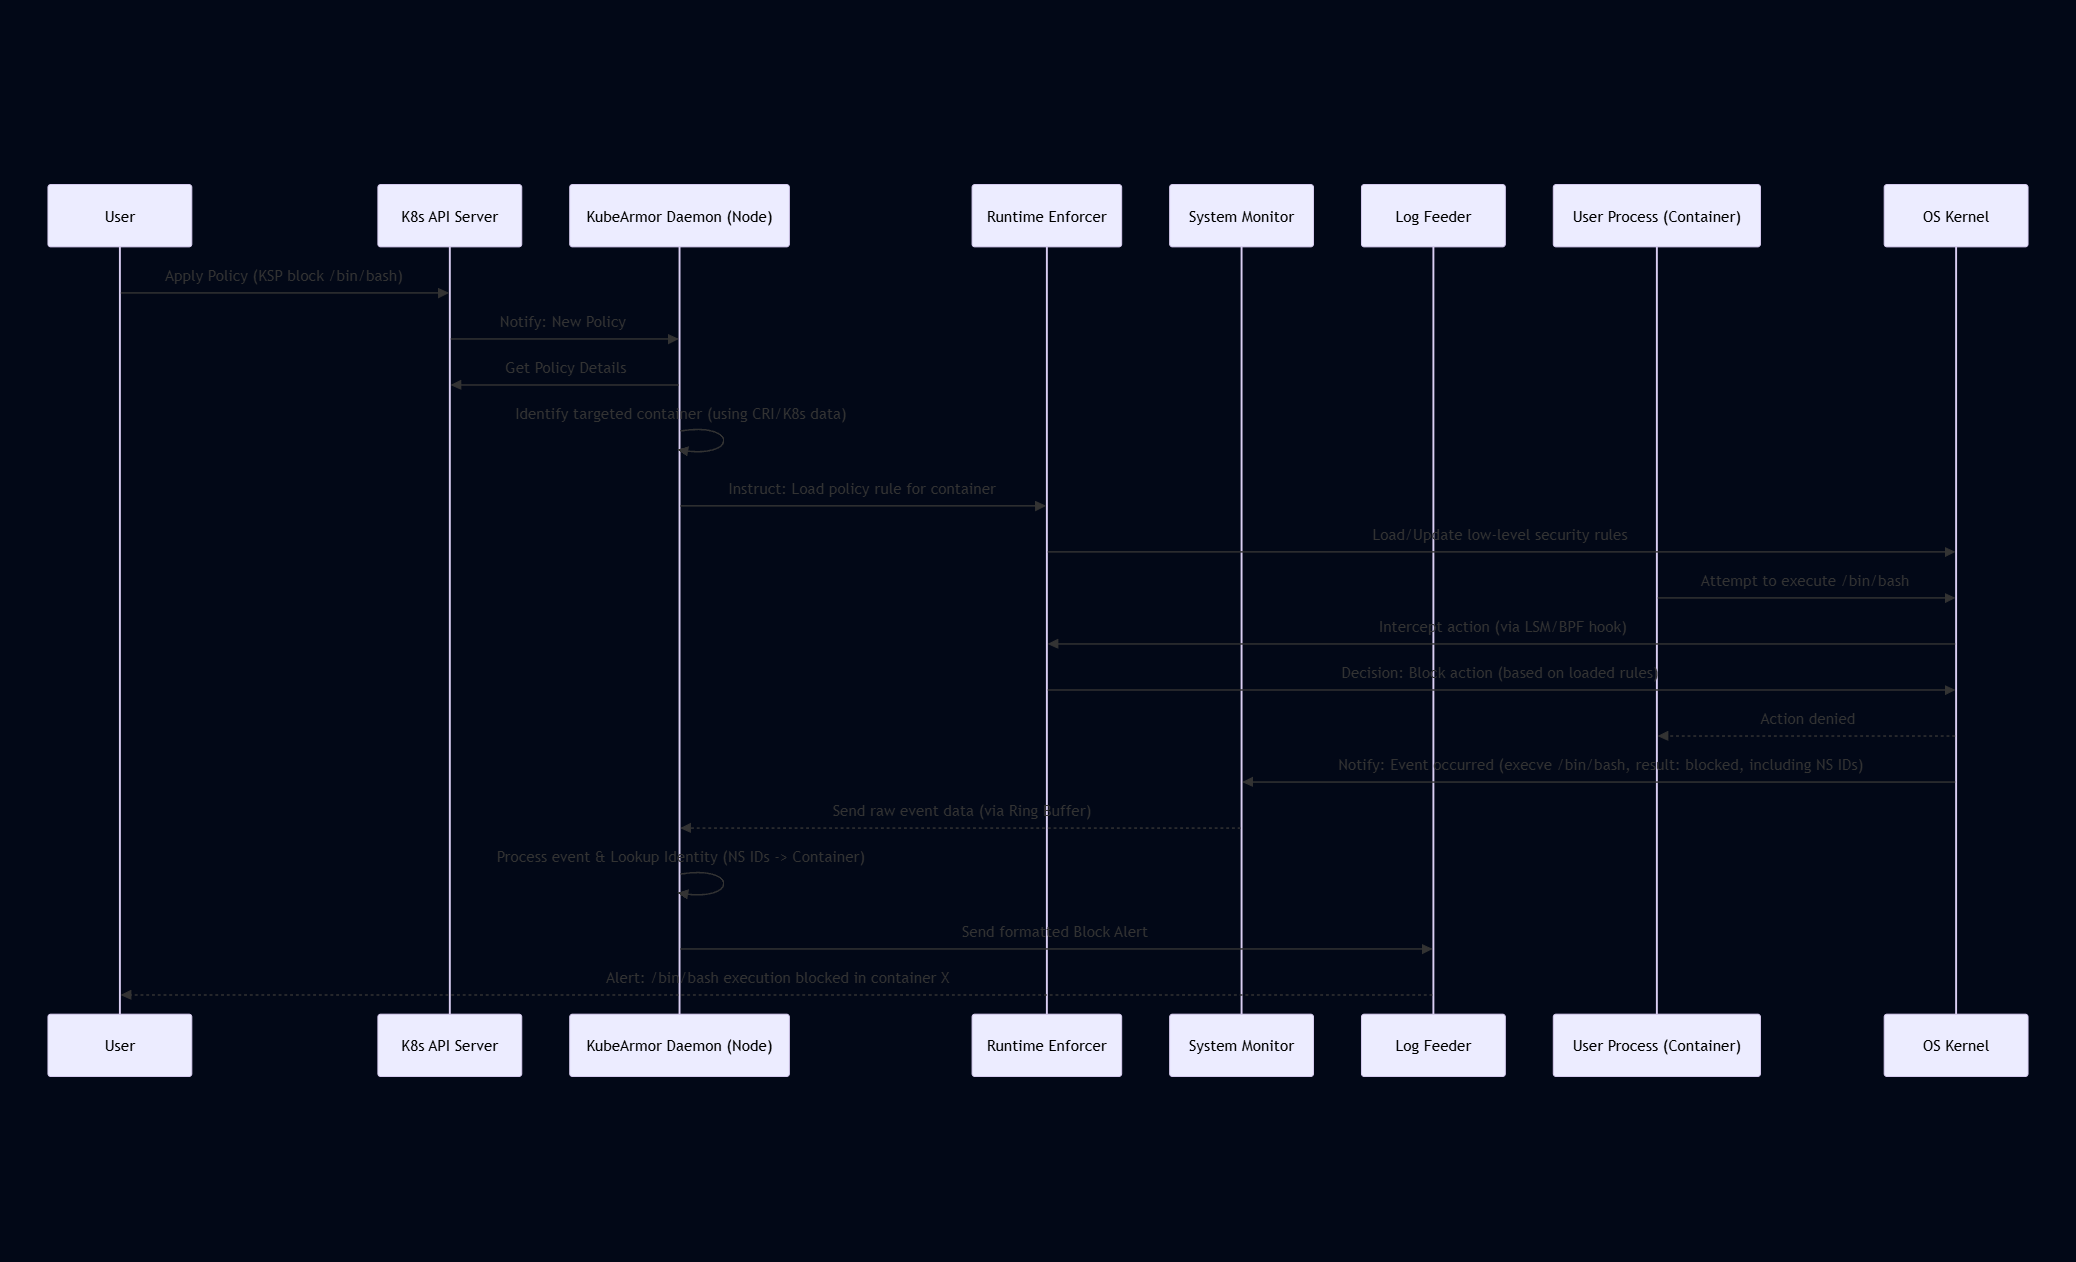 User
K8s API Server
KubeArmor Daemon (Node)
Runtime Enforcer
System Monitor
Log Feeder
User Process (Container)
OS Kernel
Apply Policy (KSP block /bin/bash)
Notify: New Policy
Get Policy Details
Identify targeted container (using CRI/K8s data)
Instruct: Load policy rule for container
Load/Update low-level security rules
Attempt to execute /bin/bash
Intercept action (via LSM/BPF hook)
Decision: Block action (based on loaded rules)
Action denied
Notify: Event occurred (execve /bin/bash, result: blocked, including NS IDs)
Send raw event data (via Ring Buffer)
Process event & Lookup Identity (NS IDs -> Container)
Send formatted Block Alert
Alert: /bin/bash execution blocked in container X
User
K8s API Server
KubeArmor Daemon (Node)
Runtime Enforcer
System Monitor
Log Feeder
User Process (Container)
OS Kernel